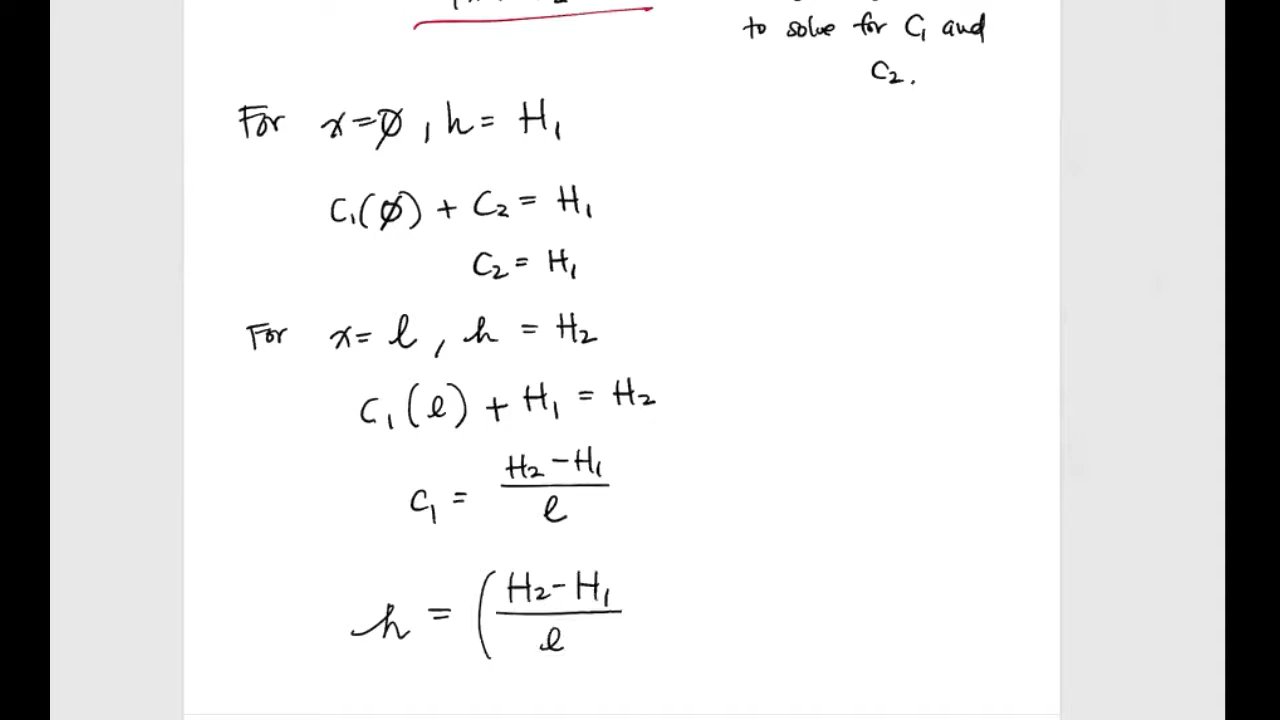 to solve for C₁ and
C₂.
For x=∅, h= H₁
C₁(∅) + C₂ = H₁
C₂ = H₁
For x= l, h = H₂
C₁(l) + H₁ = H₂
C₁ = (H₂-H₁)/l
h = ( (H₂-H₁)/l